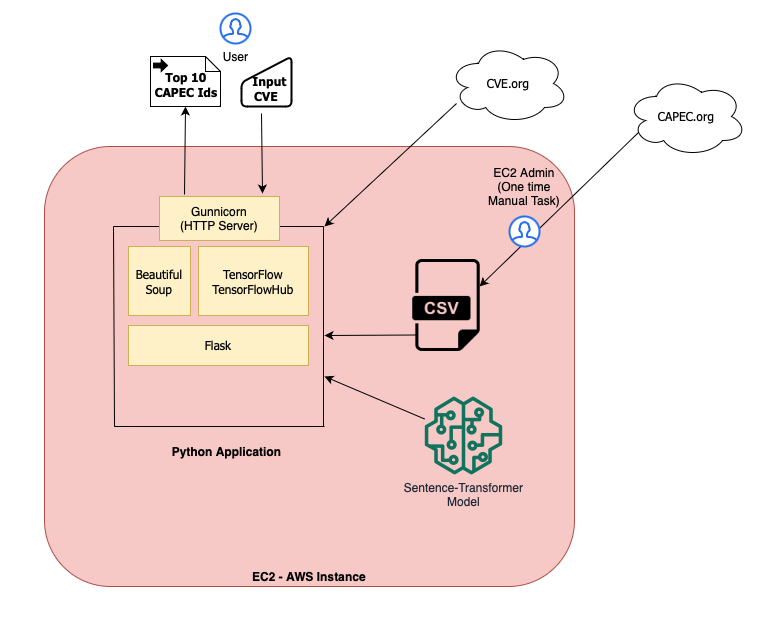 User
Top 10
CAPEC Ids
Input
CVE
CVE.org
CAPEC.org
EC2 Admin
(One time
Manual Task)
Gunnicorn
(HTTP Server)
Beautiful
Soup
TensorFlow
TensorFlowHub
Flask
CSV
Python Application
Sentence-Transformer
Model
EC2 - AWS Instance